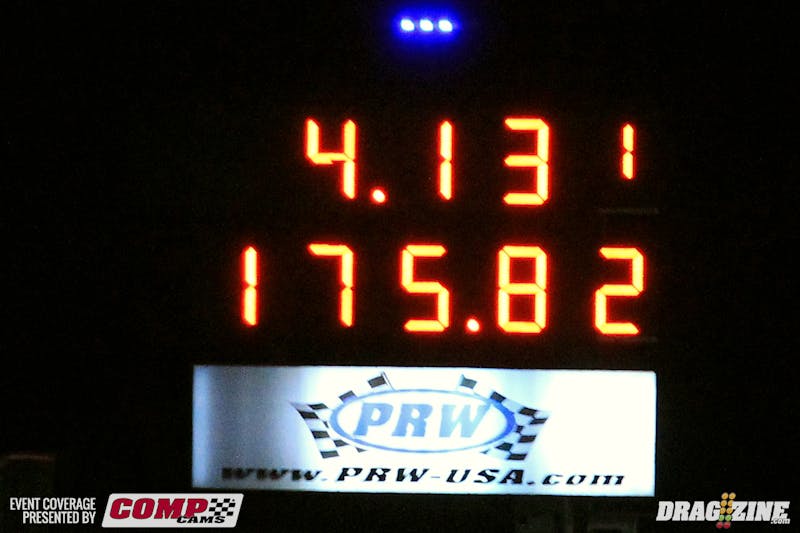 4.131
175.82
PRW
www.PRW-USA.com
EVENT COVERAGE
PRESENTED BY
COMP
CAMS
DRAGZINE
.com